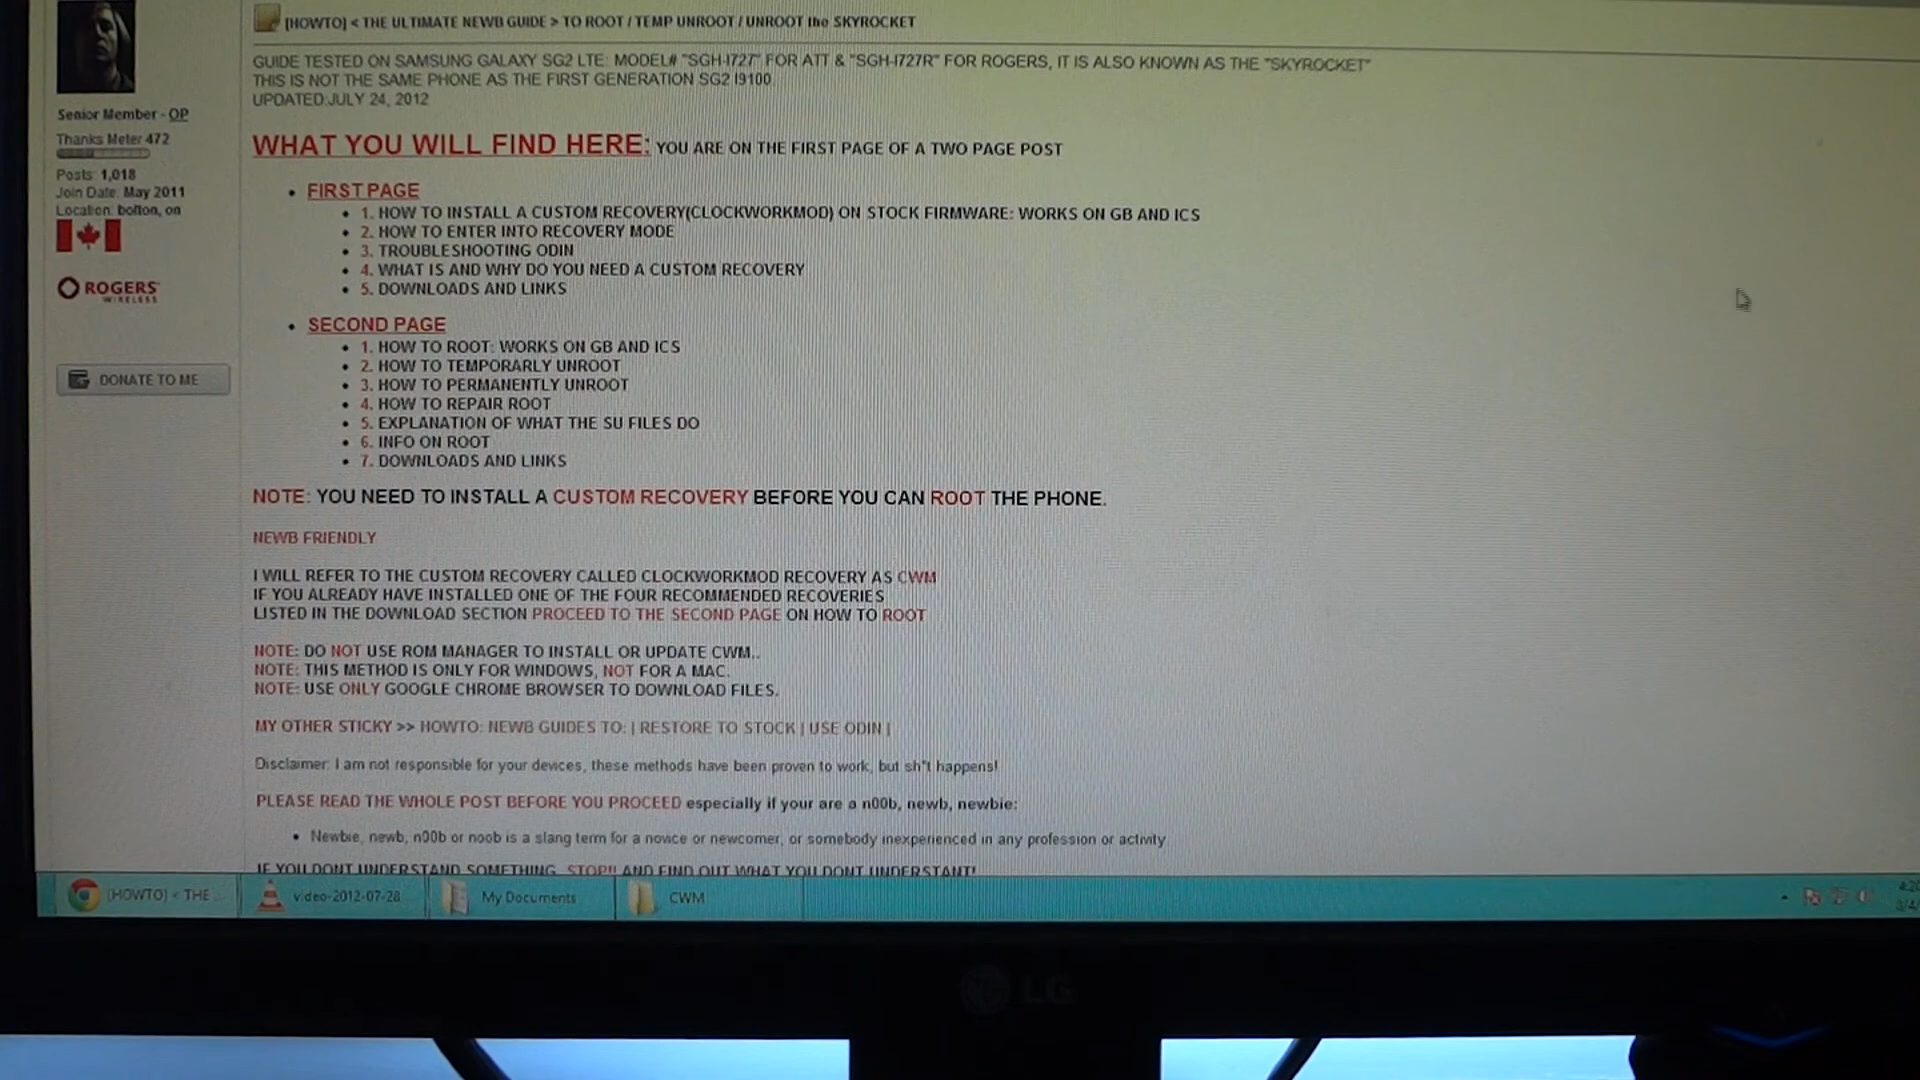 [HOWTO] < THE ULTIMATE NEWB GUIDE > TO ROOT / TEMP UNROOT / UNROOT the SKYROCKET
GUIDE TESTED ON SAMSUNG GALAXY SG2 LTE: MODEL# "SGH-I727" FOR ATT & "SGH-I727R" FOR ROGERS, IT IS ALSO KNOWN AS THE "SKYROCKET"
THIS IS NOT THE SAME PHONE AS THE FIRST GENERATION SG2 I9100.
UPDATED:JULY 24, 2012
Senior Member - OP
Thanks Meter 472
Posts: 1,018
Join Date: May 2011
Location: bolton, on
ROGERS
WIRELESS
DONATE TO ME
WHAT YOU WILL FIND HERE: YOU ARE ON THE FIRST PAGE OF A TWO PAGE POST
• FIRST PAGE
• 1. HOW TO INSTALL A CUSTOM RECOVERY(CLOCKWORKMOD) ON STOCK FIRMWARE: WORKS ON GB AND ICS
• 2. HOW TO ENTER INTO RECOVERY MODE
• 3. TROUBLESHOOTING ODIN
• 4. WHAT IS AND WHY DO YOU NEED A CUSTOM RECOVERY
• 5. DOWNLOADS AND LINKS
• SECOND PAGE
• 1. HOW TO ROOT: WORKS ON GB AND ICS
• 2. HOW TO TEMPORARLY UNROOT
• 3. HOW TO PERMANENTLY UNROOT
• 4. HOW TO REPAIR ROOT
• 5. EXPLANATION OF WHAT THE SU FILES DO
• 6. INFO ON ROOT
• 7. DOWNLOADS AND LINKS
NOTE: YOU NEED TO INSTALL A CUSTOM RECOVERY BEFORE YOU CAN ROOT THE PHONE.
NEWB FRIENDLY
I WILL REFER TO THE CUSTOM RECOVERY CALLED CLOCKWORKMOD RECOVERY AS CWM
IF YOU ALREADY HAVE INSTALLED ONE OF THE FOUR RECOMMENDED RECOVERIES
LISTED IN THE DOWNLOAD SECTION PROCEED TO THE SECOND PAGE ON HOW TO ROOT
NOTE: DO NOT USE ROM MANAGER TO INSTALL OR UPDATE CWM..
NOTE: THIS METHOD IS ONLY FOR WINDOWS, NOT FOR A MAC.
NOTE: USE ONLY GOOGLE CHROME BROWSER TO DOWNLOAD FILES.
MY OTHER STICKY >> HOWTO: NEWB GUIDES TO: | RESTORE TO STOCK | USE ODIN |
Disclaimer: I am not responsible for your devices, these methods have been proven to work, but sh*t happens!
PLEASE READ THE WHOLE POST BEFORE YOU PROCEED especially if your are a n00b, newb, newbie:
• Newbie, newb, n00b or noob is a slang term for a novice or newcomer, or somebody inexperienced in any profession or activity
IF YOU DONT UNDERSTAND SOMETHING, STOP!! AND FIND OUT WHAT YOU DONT UNDERSTANT!
[HOWTO] < THE ...
video-2012-07-28...
My Documents
CWM
LG